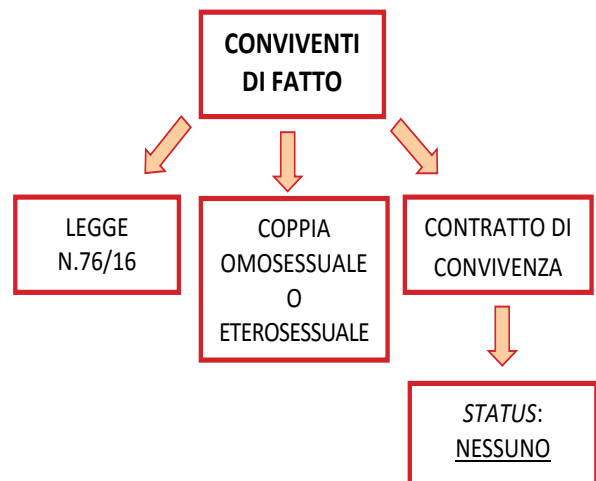 CONVIVENTI
DI FATTO
LEGGE
N.76/16
COPPIA
OMOSESSUALE
O
ETEROSESSUALE
CONTRATTO DI
CONVIVENZA
STATUS:
NESSUNO